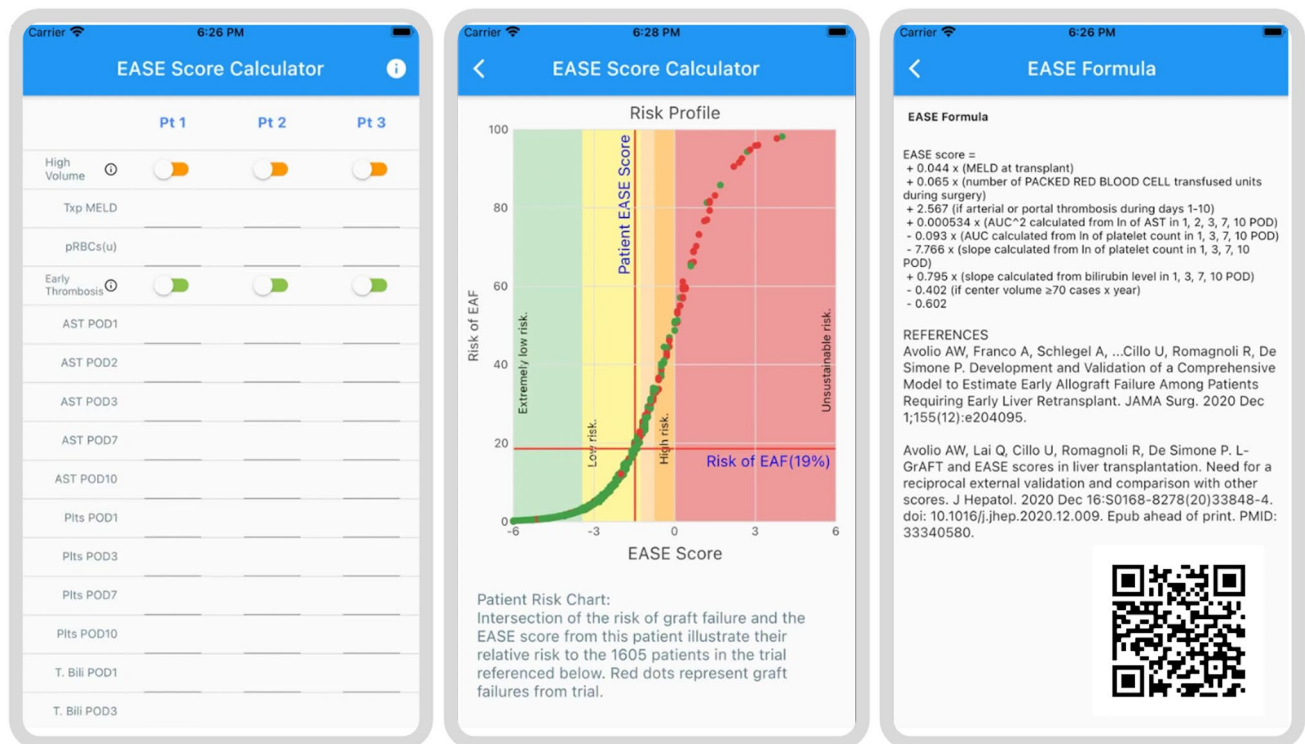 Carrier 6:26 PM
EASE Score Calculator
Pt 1 Pt 2 Pt 3
High
Volume
Txp MELD
pRBCs(u)
Early
Thrombosis
AST POD1
AST POD2
AST POD3
AST POD7
AST POD10
Plts POD1
Plts POD3
Plts POD7
Plts POD10
T. Bili POD1
T. Bili POD3
Carrier 6:28 PM
EASE Score Calculator
Risk Profile
100
80
60
40
20
0
Risk of EAF
Extremely low risk.
Low risk.
Patient EASE Score
High risk.
Unsustainable risk.
Risk of EAF(19%)
-6 -3 0 3 6
EASE Score
Patient Risk Chart:
Intersection of the risk of graft failure and the
EASE score from this patient illustrate their
relative risk to the 1605 patients in the trial
referenced below. Red dots represent graft
failures from trial.
Carrier 6:26 PM
EASE Formula
EASE Formula
EASE score =
+ 0.044 x (MELD at transplant)
+ 0.065 x (number of PACKED RED BLOOD CELL transfused units
during surgery)
+ 2.567 (if arterial or portal thrombosis during days 1-10)
+ 0.000534 x (AUC^2 calculated from ln of AST in 1, 2, 3, 7, 10 POD)
- 0.093 x (AUC calculated from ln of platelet count in 1, 3, 7, 10 POD)
- 7.766 x (slope calculated from ln of platelet count in 1, 3, 7, 10
POD)
+ 0.795 x (slope calculated from bilirubin level in 1, 3, 7, 10 POD)
- 0.402 (if center volume ≥70 cases x year)
- 0.602
REFERENCES
Avolio AW, Franco A, Schlegel A, ...Cillo U, Romagnoli R, De
Simone P. Development and Validation of a Comprehensive
Model to Estimate Early Allograft Failure Among Patients
Requiring Early Liver Retransplant. JAMA Surg. 2020 Dec
1;155(12):e204095.
Avolio AW, Lai Q, Cillo U, Romagnoli R, De Simone P. L-
GrAFT and EASE scores in liver transplantation. Need for a
reciprocal external validation and comparison with other
scores. J Hepatol. 2020 Dec 16:S0168-8278(20)33848-4.
doi: 10.1016/j.jhep.2020.12.009. Epub ahead of print. PMID:
33340580.